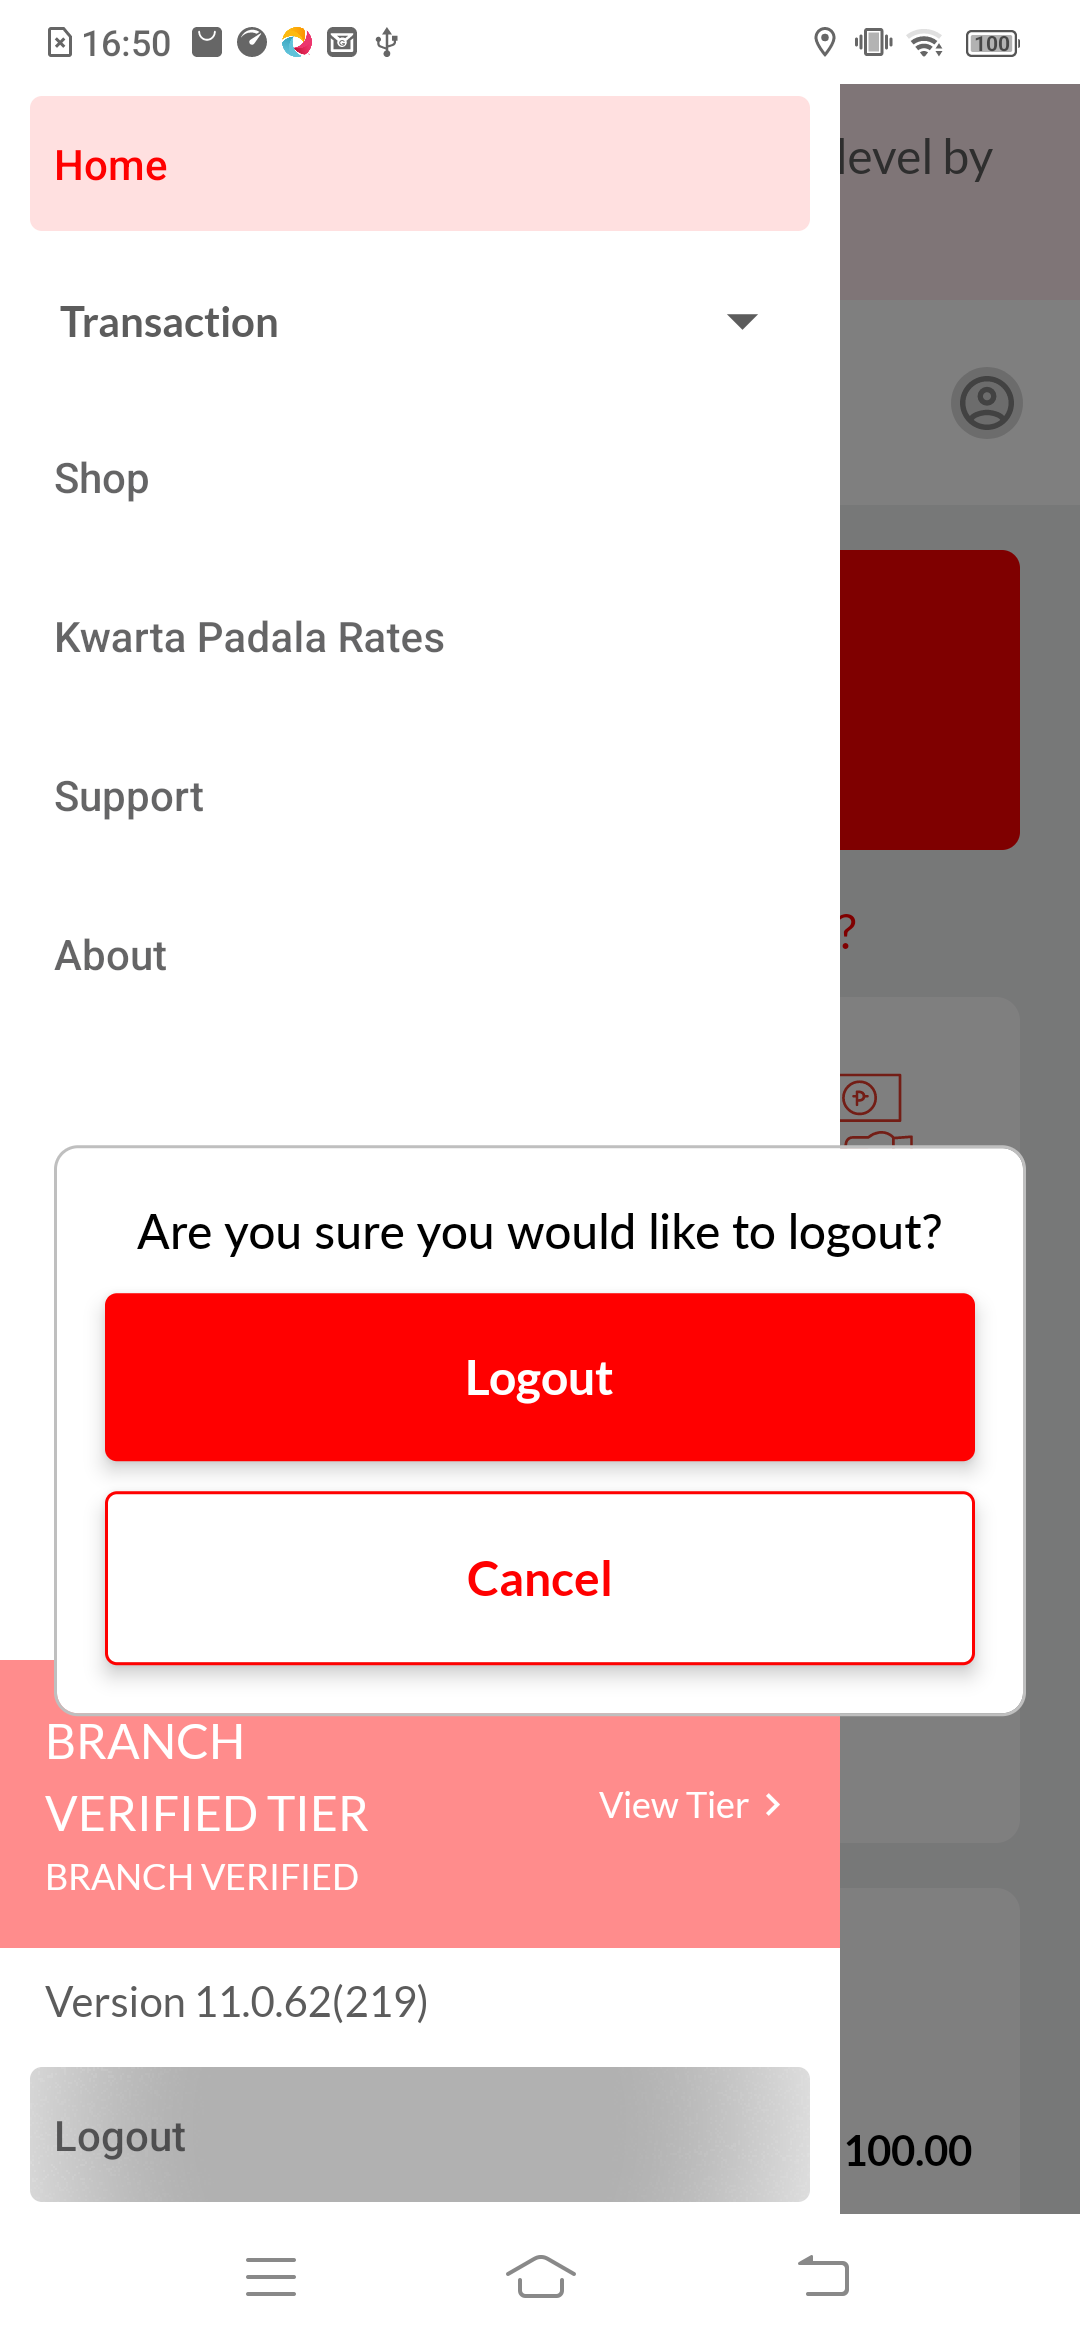 16:50
100
level by
Home
Transaction
Shop
Kwarta Padala Rates
Support
?
About
Are you sure you would like to logout?
Logout
Cancel
BRANCH
VERIFIED TIER
View Tier
BRANCH VERIFIED
Version 11.0.62(219)
Logout
100.00